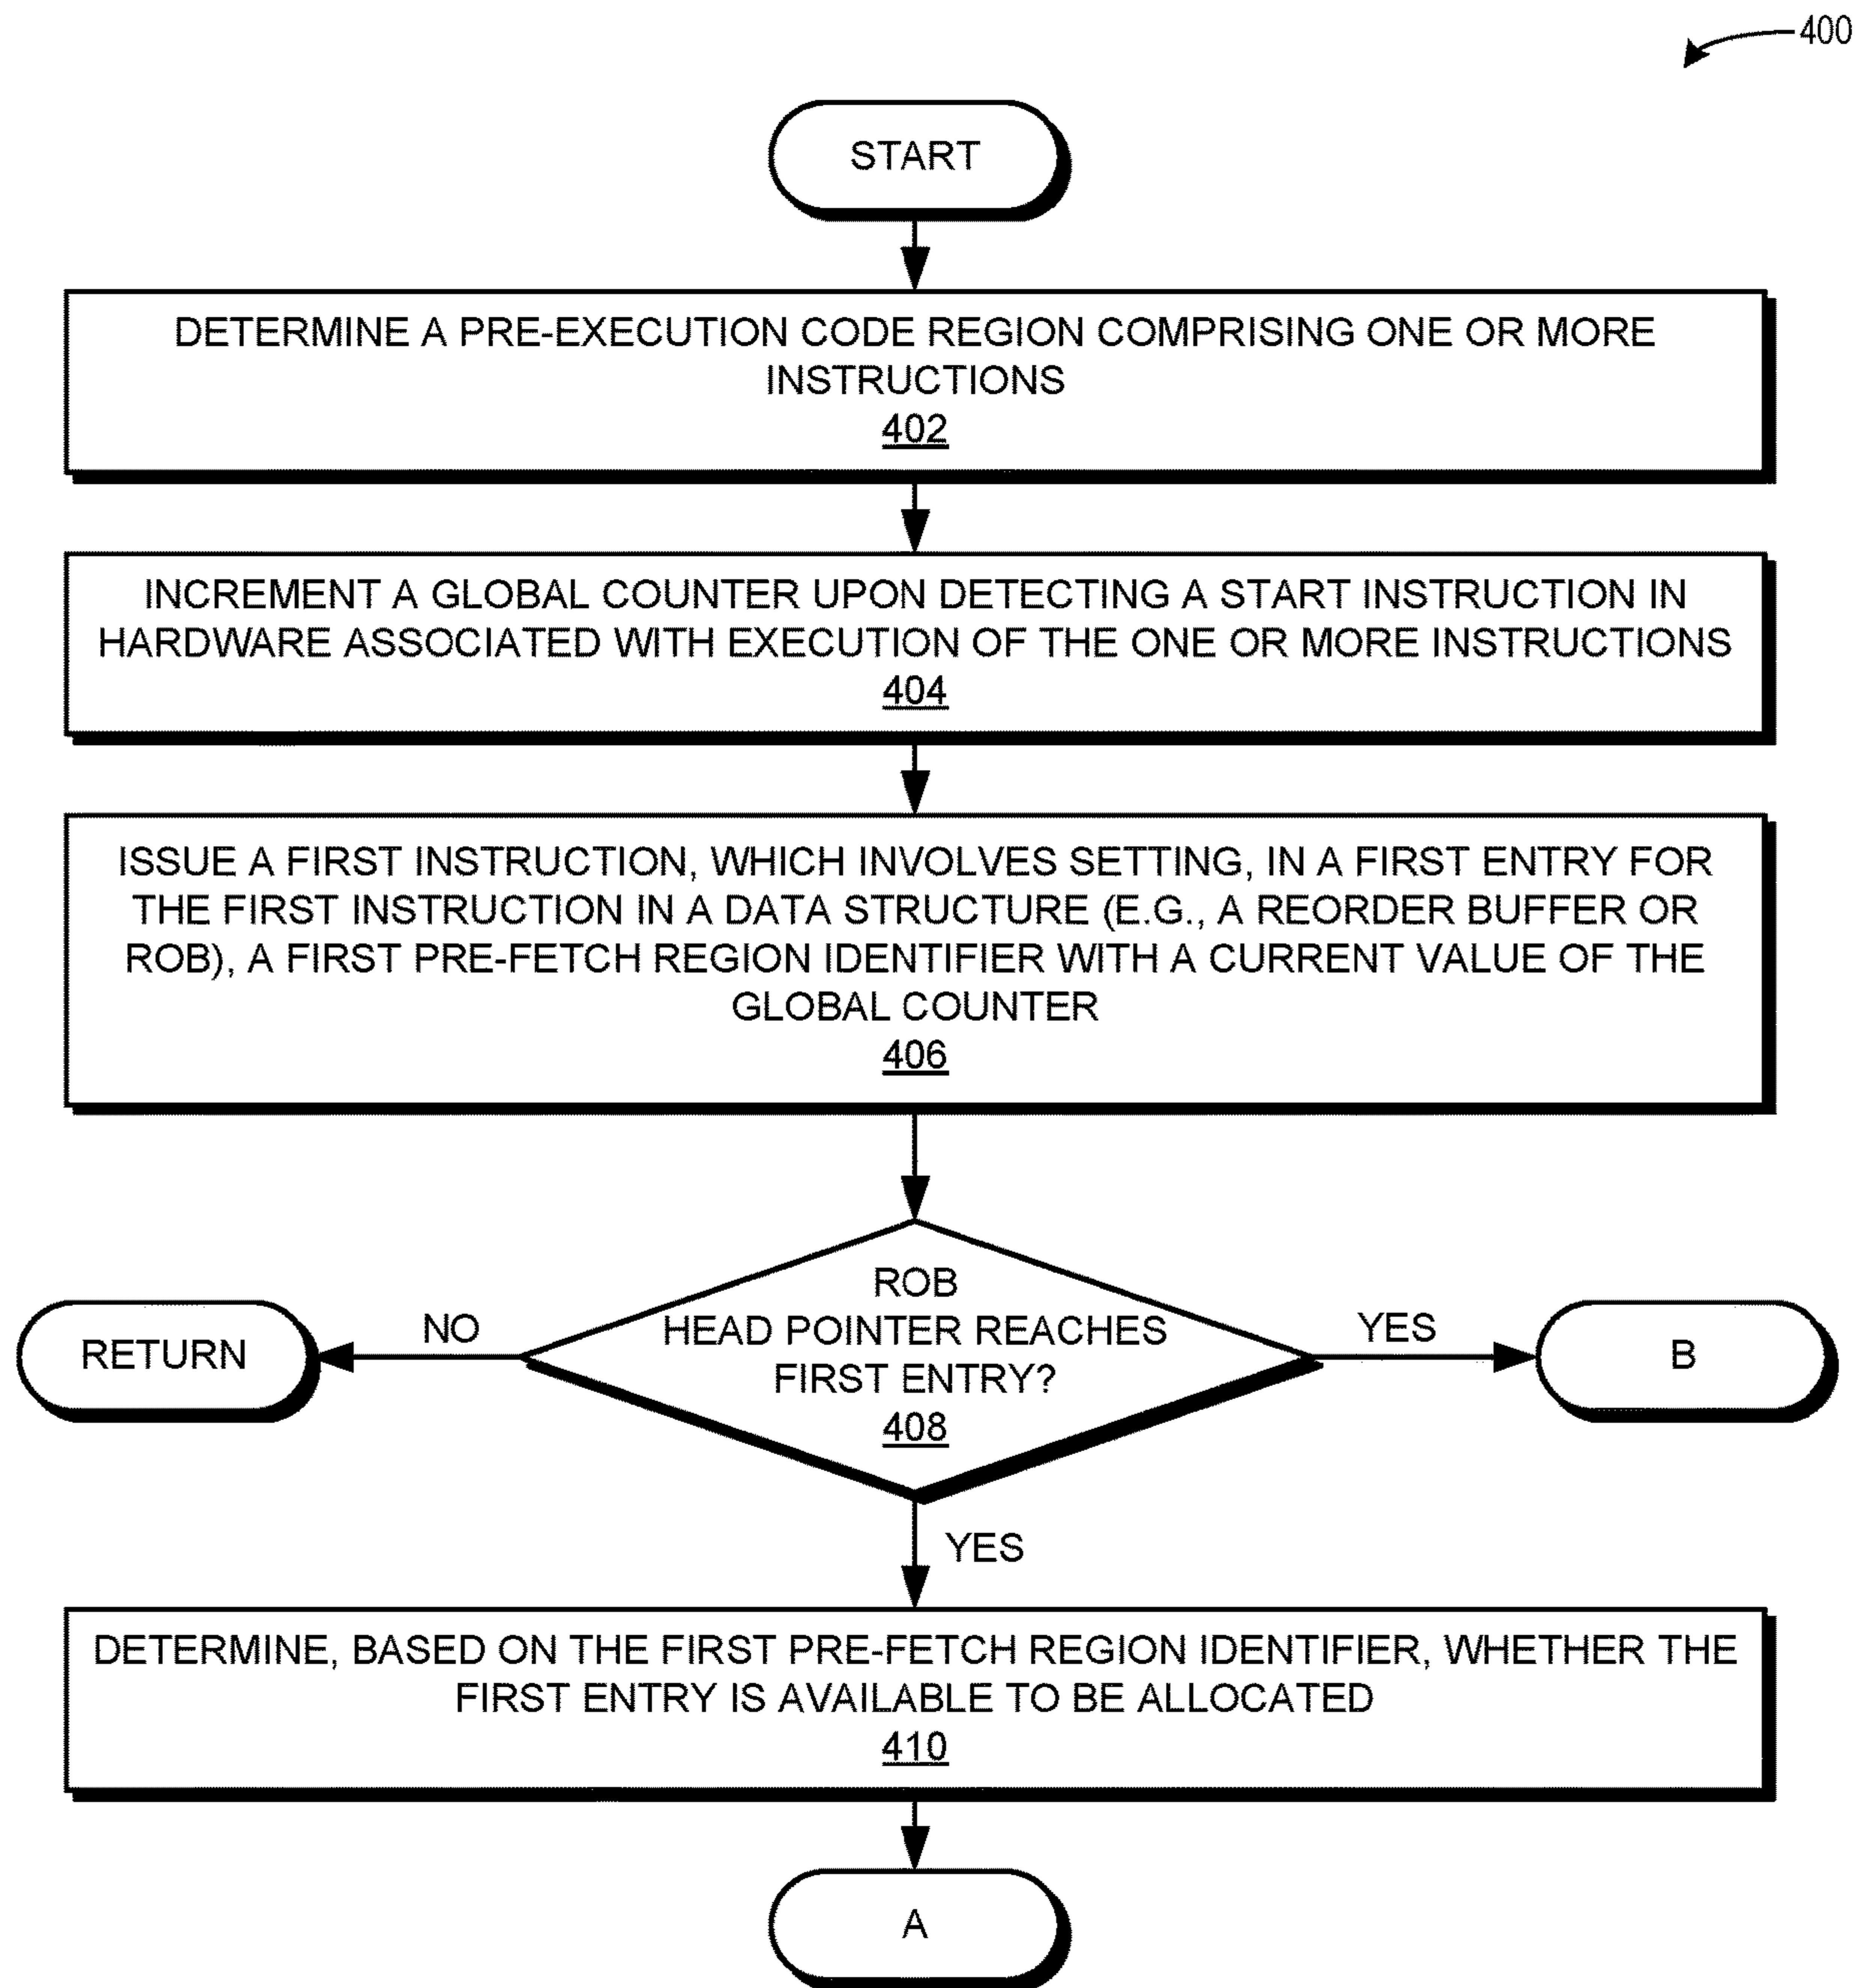 400
START
DETERMINE A PRE-EXECUTION CODE REGION COMPRISING ONE OR MORE
INSTRUCTIONS
402
INCREMENT A GLOBAL COUNTER UPON DETECTING A START INSTRUCTION IN
HARDWARE ASSOCIATED WITH EXECUTION OF THE ONE OR MORE INSTRUCTIONS
404
ISSUE A FIRST INSTRUCTION, WHICH INVOLVES SETTING, IN A FIRST ENTRY FOR
THE FIRST INSTRUCTION IN A DATA STRUCTURE (E.G., A REORDER BUFFER OR
ROB), A FIRST PRE-FETCH REGION IDENTIFIER WITH A CURRENT VALUE OF THE
GLOBAL COUNTER
406
ROB
HEAD POINTER REACHES
FIRST ENTRY?
408
NO
RETURN
YES
B
YES
DETERMINE, BASED ON THE FIRST PRE-FETCH REGION IDENTIFIER, WHETHER THE
FIRST ENTRY IS AVAILABLE TO BE ALLOCATED
410
A